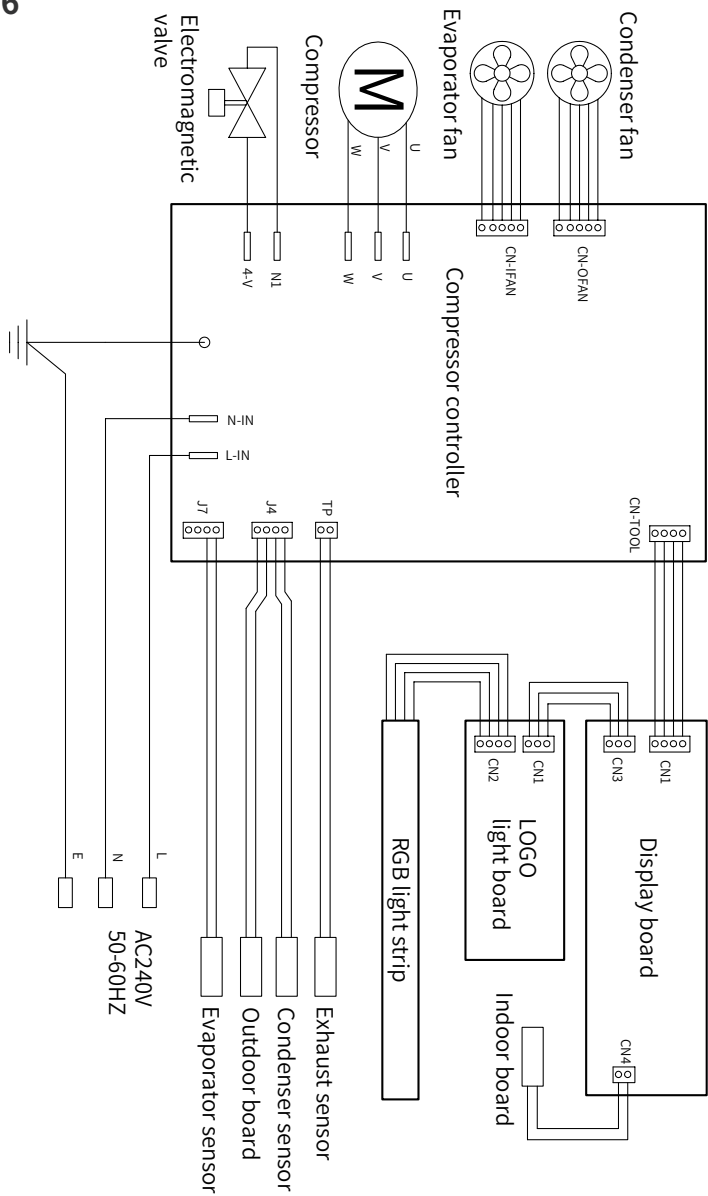 6
Condenser fan
Evaporator fan
Compressor
Electromagnetic
valve
U
V
W
CN-OFAN
CN-IFAN
U
V
W
N1
4-V
Compressor controller
N-IN
L-IN
CN-TOOL
TP
J4
J7
CN1
CN3
Display board
CN4
CN1
CN2
LOGO
light board
RGB light strip
Indoor board
Exhaust sensor
Condenser sensor
Outdoor board
Evaporator sensor
L
N
E
AC240V
50-60HZ